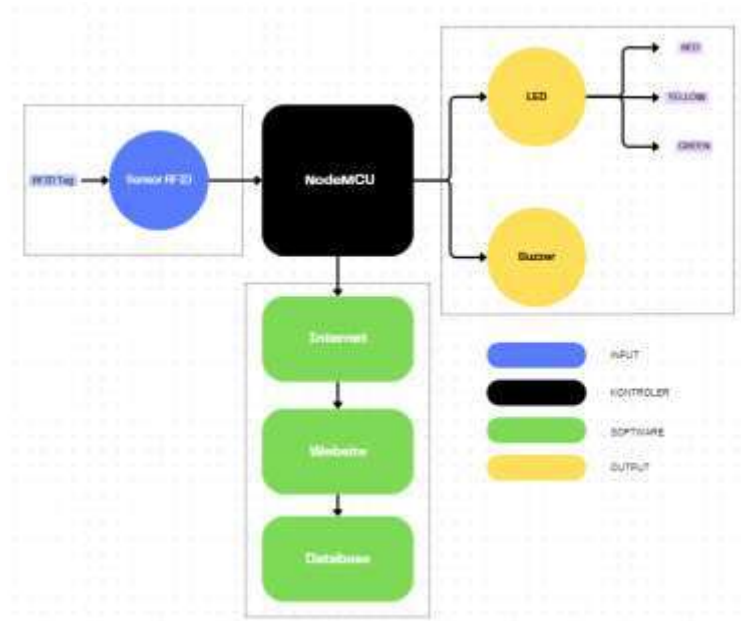 RED
LED
YELLOW
GREEN
RFID Tag
Sensor RFID
NodeMCU
Buzzer
Internet
Website
Database
INPUT
KONTROLER
SOFTWARE
OUTPUT